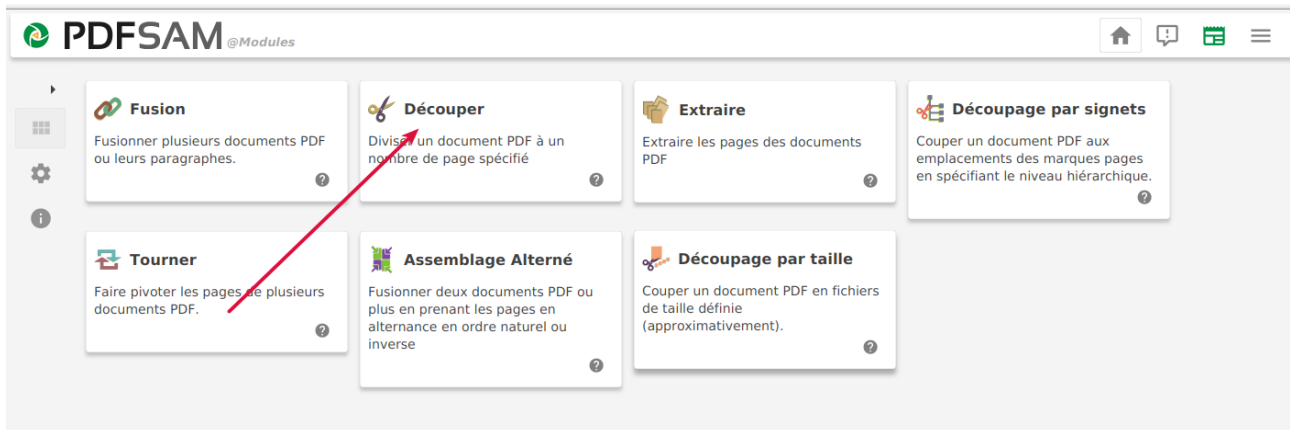 PDFSAM @Modules
Fusion
Fusionner plusieurs documents PDF
ou leurs paragraphes.
Découper
Diviser un document PDF à un
nombre de page spécifié
Extraire
Extraire les pages des documents
PDF
Découpage par signets
Couper un document PDF aux
emplacements des marques pages
en spécifiant le niveau hiérarchique.
Tourner
Faire pivoter les pages de plusieurs
documents PDF.
Assemblage Alterné
Fusionner deux documents PDF ou
plus en prenant les pages en
alternance en ordre naturel ou
inverse
Découpage par taille
Couper un document PDF en fichiers
de taille définie
(approximativement).